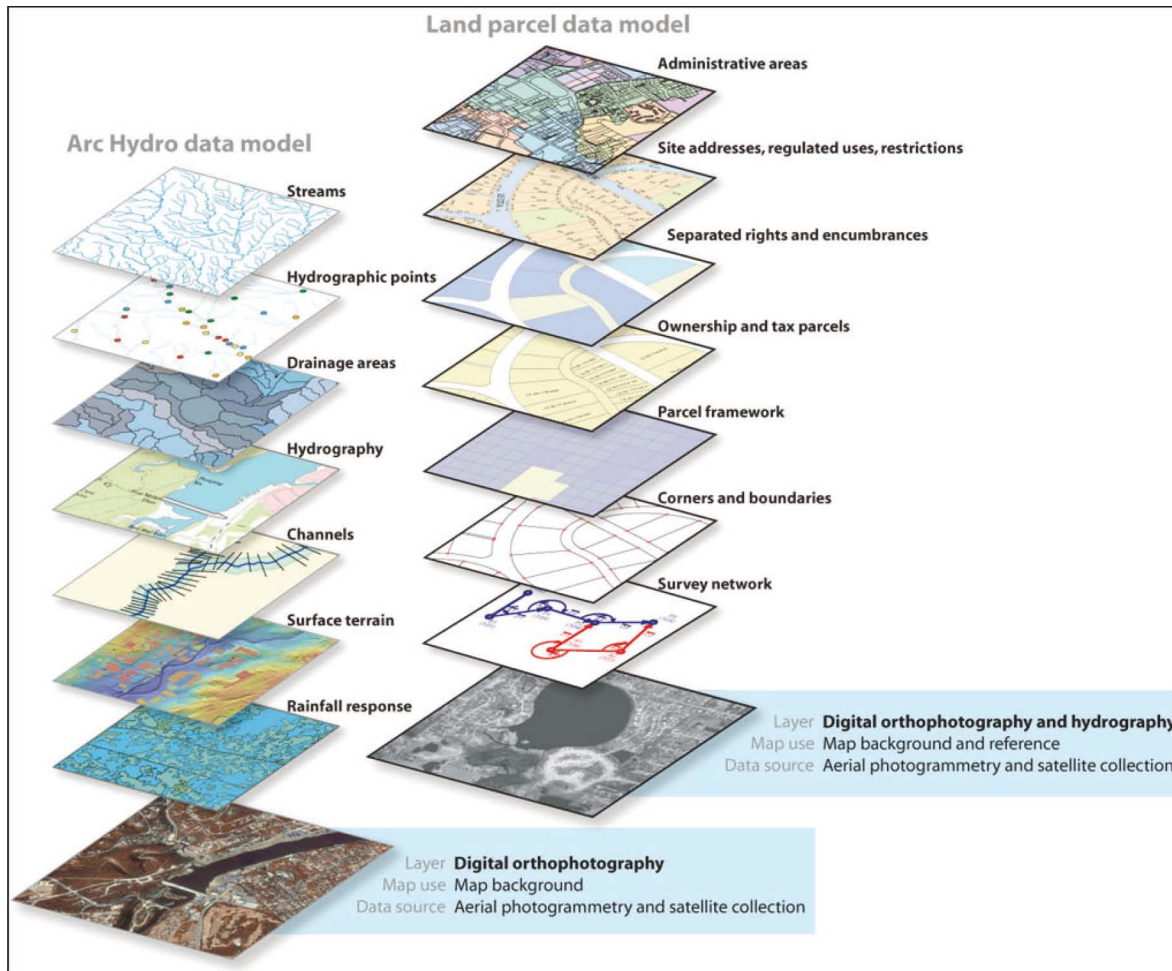 Land parcel data model
Administrative areas
Site addresses, regulated uses, restrictions
Separated rights and encumbrances
Ownership and tax parcels
Parcel framework
Corners and boundaries
Survey network
Layer Digital orthophotography and hydrography
Map use Map background and reference
Data source Aerial photogrammetry and satellite collection
Arc Hydro data model
Streams
Hydrographic points
Drainage areas
Hydrography
Channels
Surface terrain
Rainfall response
Layer Digital orthophotography
Map use Map background
Data source Aerial photogrammetry and satellite collection